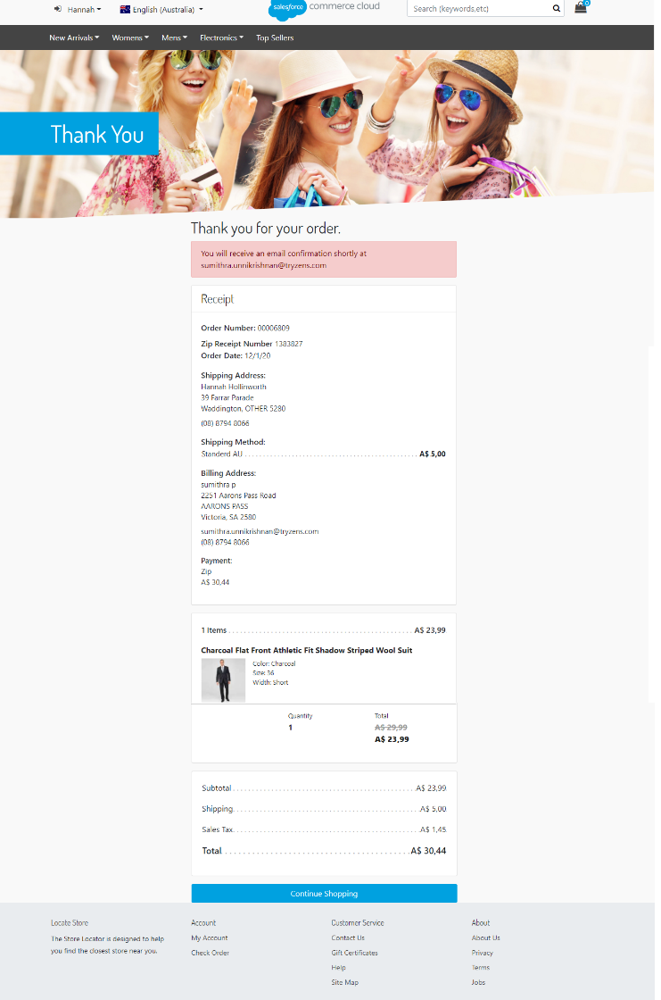 Hannah
English (Australia)
salesforce commerce cloud
Search (keywords,etc)
0
New Arrivals Womens Mens Electronics Top Sellers
Thank You
Thank you for your order.
You will receive an email confirmation shortly at
sumithra.unnikrishnan@tryzens.com
Receipt
Order Number: 00006809
Zip Receipt Number 1383827
Order Date: 12/1/20
Shipping Address:
Hannah Hollinworth
39 Farrar Parade
Waddington, OTHER 5280
(08) 8794 8066
Shipping Method:
Standerd AU A$ 5,00
Billing Address:
sumithra p
2251 Aarons Pass Road
AARONS PASS
Victoria, SA 2580
sumithra.unnikrishnan@tryzens.com
(08) 8794 8066
Payment:
Zip
A$ 30,44
1 Items A$ 23,99
Charcoal Flat Front Athletic Fit Shadow Striped Wool Suit
Color: Charcoal
Size: 36
Width: Short
Quantity Total
1 A$ 29,99
A$ 23,99
Subtotal A$ 23,99
Shipping A$ 5,00
Sales Tax A$ 1,45
Total A$ 30,44
Continue Shopping
Locate Store
The Store Locator is designed to help
you find the closest store near you.
Account
My Account
Check Order
Customer Service
Contact Us
Gift Certificates
Help
Site Map
About
About Us
Privacy
Terms
Jobs